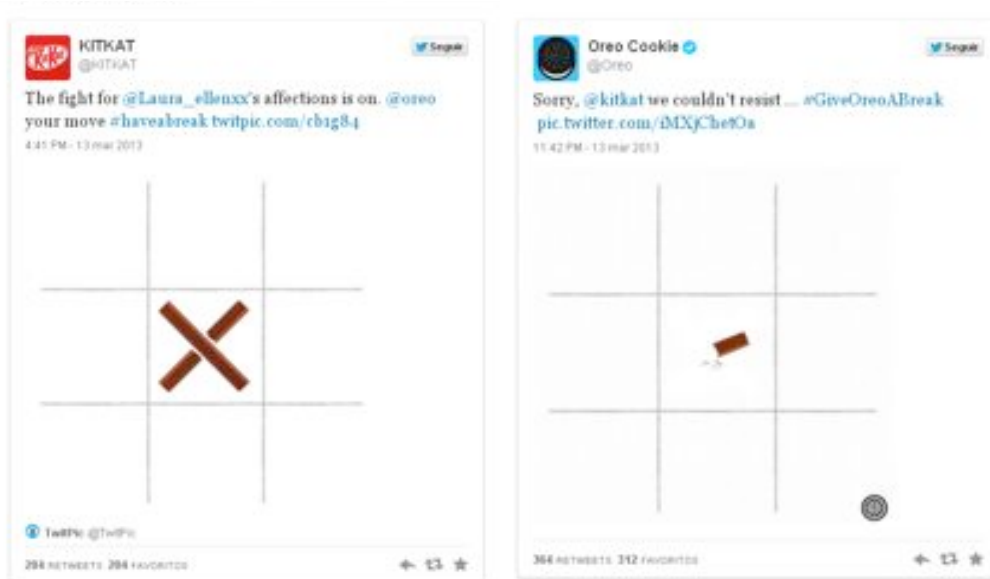 KITKAT
@KITKAT
Seguir
The fight for @Laura_ellenxx's affections is on. @oreo
your move #haveabreak twitpic.com/cb1g84
4:41 PM - 13 mar 2013
TwitPic @TwitPic
204 RETWEETS 204 FAVORITOS
Oreo Cookie
@Oreo
Seguir
Sorry, @kitkat we couldn't resist... #GiveOreoABreak
pic.twitter.com/iMXjChetOa
11:42 PM - 13 mar 2013
364 RETWEETS 312 FAVORITOS